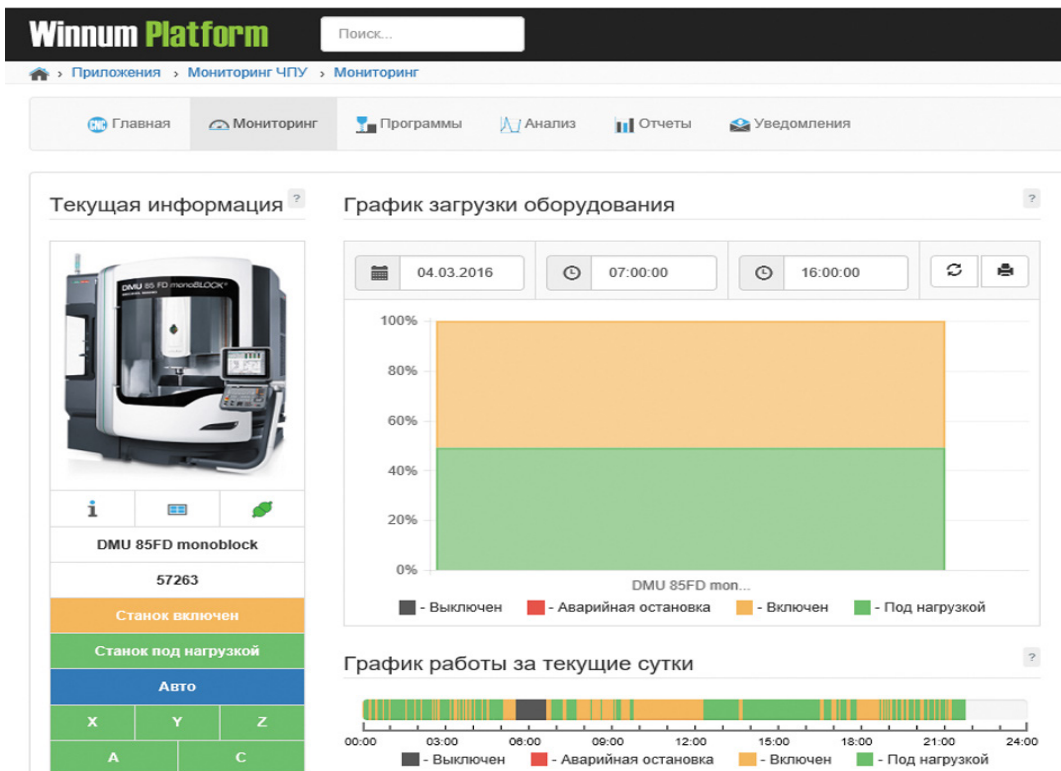 Winnum Platform
Поиск...
Приложения › Мониторинг ЧПУ › Мониторинг
Главная Мониторинг Программы Анализ Отчеты Уведомления
Текущая информация ?
DMU 85 FD monoBLOCK®
DMU 85FD monoblock
57263
Станок включен
Станок под нагрузкой
Авто
X Y Z
A C
График загрузки оборудования ?
04.03.2016 07:00:00 16:00:00
100%
80%
60%
40%
20%
0%
DMU 85FD mon...
- Выключен - Аварийная остановка - Включен - Под нагрузкой
График работы за текущие сутки ?
00:00 03:00 06:00 09:00 12:00 15:00 18:00 21:00 24:00
- Выключен - Аварийная остановка - Включен - Под нагрузкой